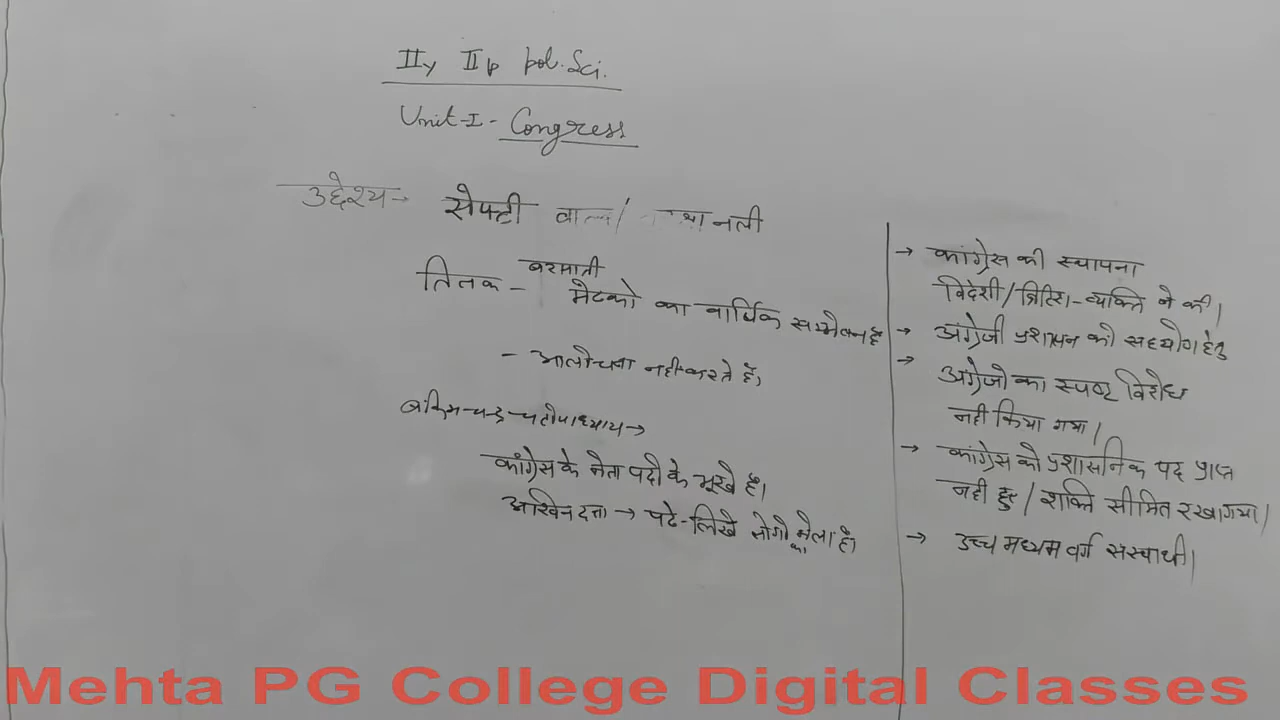 IIy IIp pol. Sci.
Unit-I - Congress
उद्देश्य → सेफ्टी वाल्व / नली
तिलक - बरसाती मेढको का वार्षिक सम्मेलन है
- आलोचना नही करते हैं,
बंकिम चन्द्र चटोपाध्याय →
कांग्रेस के नेता पदो के भूखे है।
अश्विन दत्ता → पढे-लिखे लोगो का मेला है।
→ कांग्रेस की स्थापना
विदेशी / ब्रिटिश-व्यक्ति ने की।
→ अंग्रेजी प्रशासन को सहयोग हेतु
→ अंग्रेजो का स्पष्ट विरोध
नही किया गया।
→ कांग्रेस को प्रशासनिक पद प्राप्त
नही हुए / शक्ति सीमित रखा गया।
→ उच्च मध्यम वर्ग संस्था थी।
Mehta PG College Digital Classes